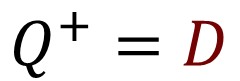 Q⁺ = D